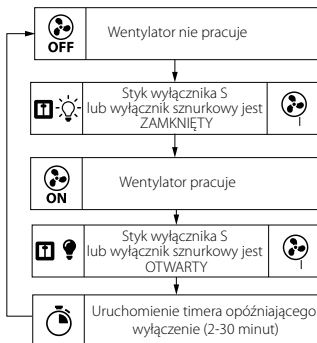 OFF
Wentylator nie pracuje
Styk wyłącznika S
lub wyłącznik sznurkowy jest
ZAMKNIĘTY
ON
Wentylator pracuje
Styk wyłącznika S
lub wyłącznik sznurkowy jest
OTWARTY
Uruchomienie timera opóźniającego
wyłączenie (2-30 minut)